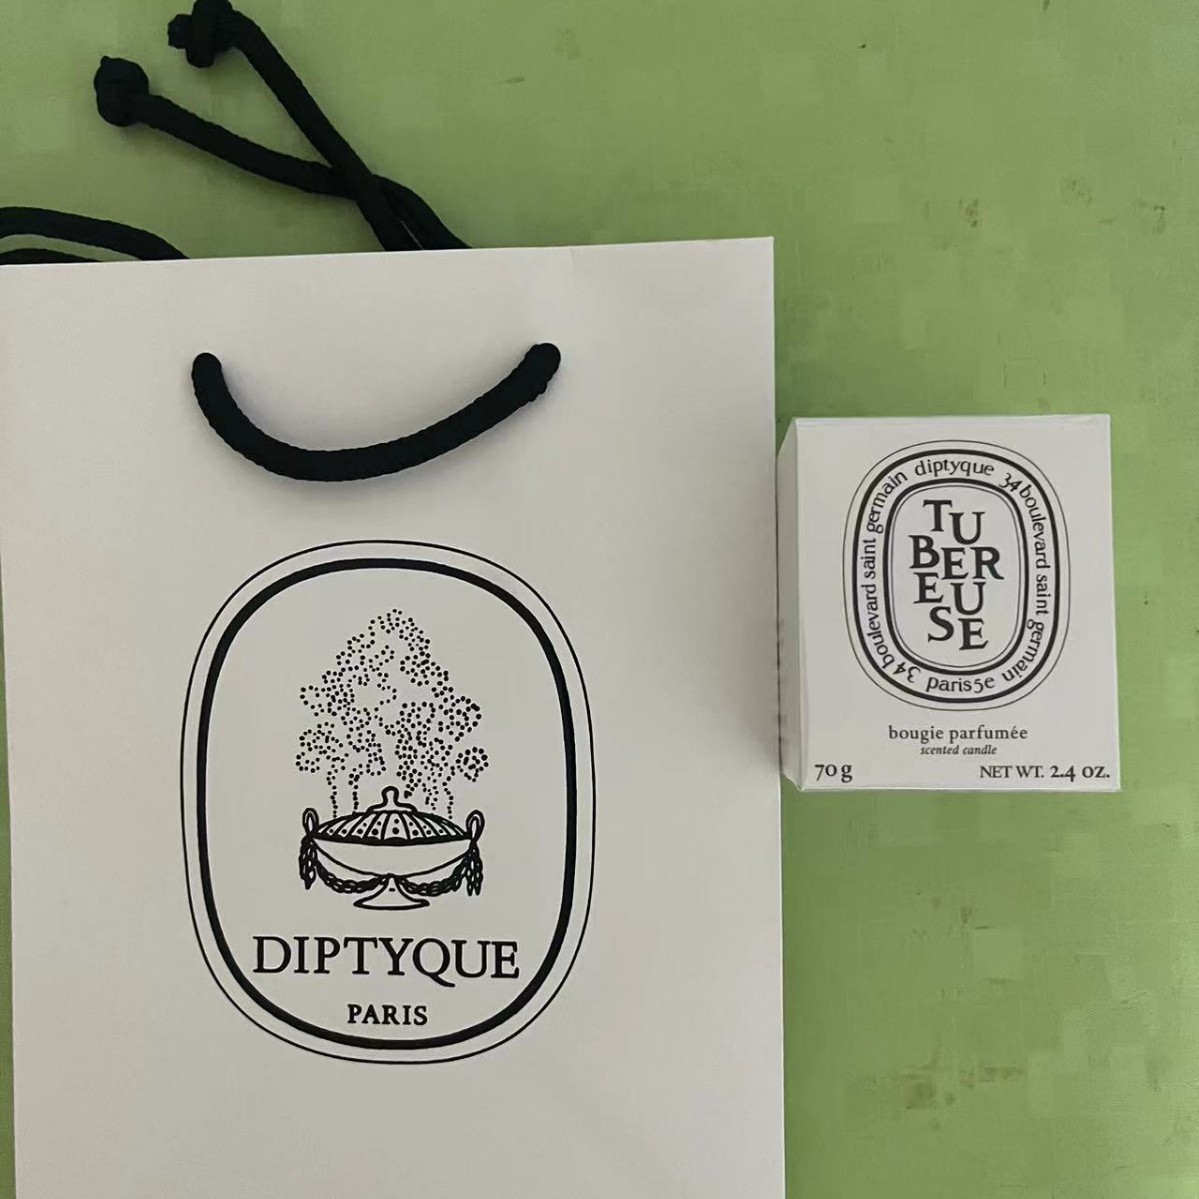 DIPTYQUE
PARIS
diptyque 34 boulevard saint germain paris5e 34 boulevard saint germain
TU
BER
EU
SE
bougie parfumée
scented candle
70 g
NET WT. 2.4 OZ.